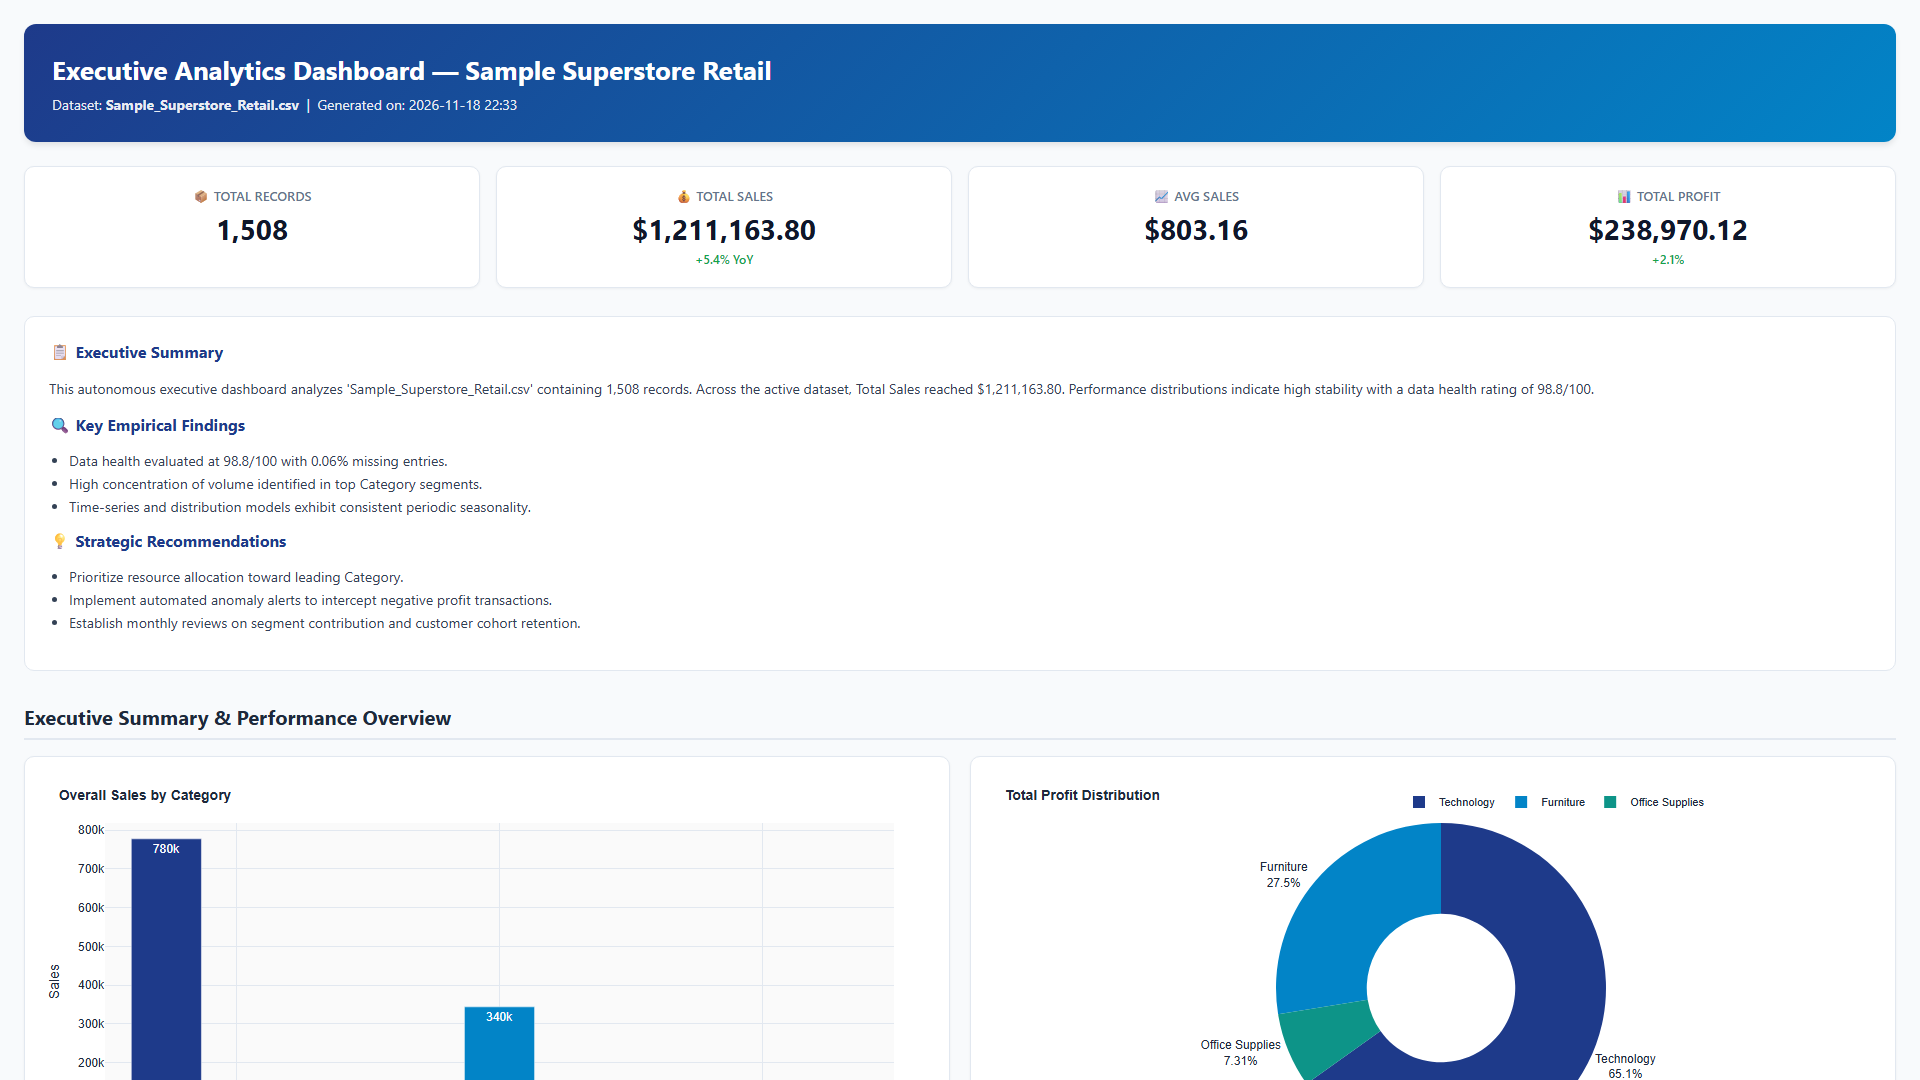 Executive Analytics Dashboard — Sample Superstore Retail
Dataset: Sample_Superstore_Retail.csv | Generated on: 2026-11-18 22:33
TOTAL RECORDS
1,508
TOTAL SALES
$1,211,163.80
+5.4% YoY
AVG SALES
$803.16
TOTAL PROFIT
$238,970.12
+2.1%
Executive Summary
This autonomous executive dashboard analyzes 'Sample_Superstore_Retail.csv' containing 1,508 records. Across the active dataset, Total Sales reached $1,211,163.80. Performance distributions indicate high stability with a data health rating of 98.8/100.
Key Empirical Findings
• Data health evaluated at 98.8/100 with 0.06% missing entries.
• High concentration of volume identified in top Category segments.
• Time-series and distribution models exhibit consistent periodic seasonality.
Strategic Recommendations
• Prioritize resource allocation toward leading Category.
• Implement automated anomaly alerts to intercept negative profit transactions.
• Establish monthly reviews on segment contribution and customer cohort retention.
Executive Summary & Performance Overview
Overall Sales by Category
800k
700k
600k
500k
400k
300k
200k
Sales
780k
340k
Total Profit Distribution
Technology
Furniture
Office Supplies
Furniture
27.5%
Office Supplies
7.31%
Technology
65.1%